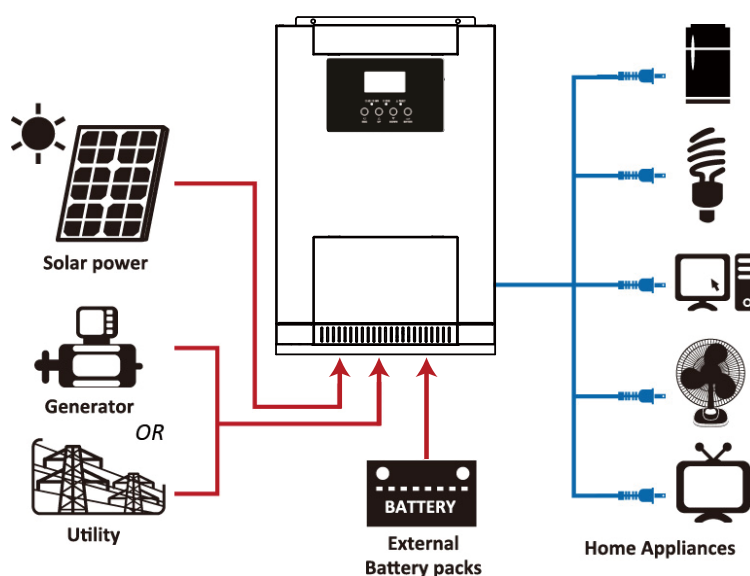 Solar power
Generator
OR
Utility
BATTERY
External
Battery packs
Home Appliances